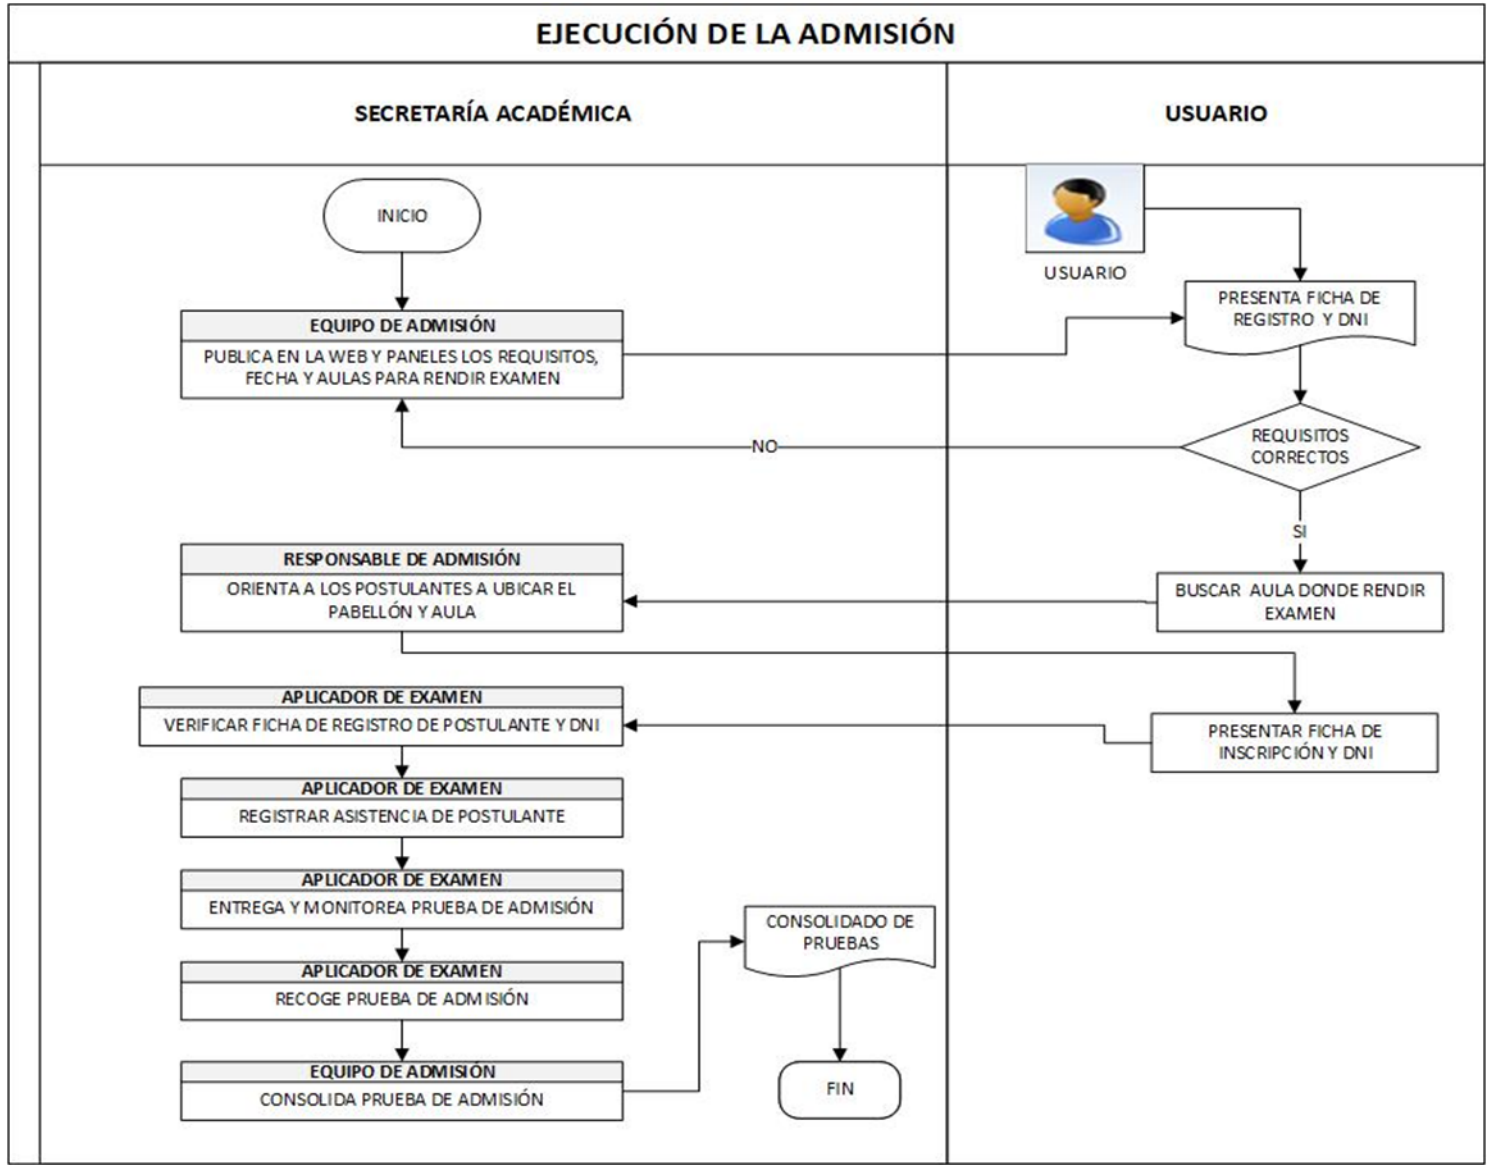 EJECUCIÓN DE LA ADMISIÓN
SECRETARÍA ACADÉMICA
USUARIO
INICIO
USUARIO
EQUIPO DE ADMISIÓN
PUBLICA EN LA WEB Y PANELES LOS REQUISITOS,
FECHA Y AULAS PARA RENDIR EXAMEN
PRESENTA FICHA DE
REGISTRO Y DNI
REQUISITOS
CORRECTOS
NO
SI
RESPONSABLE DE ADMISIÓN
ORIENTA A LOS POSTULANTES A UBICAR EL
PABELLÓN Y AULA
BUSCAR AULA DONDE RENDIR
EXAMEN
APLICADOR DE EXAMEN
VERIFICAR FICHA DE REGISTRO DE POSTULANTE Y DNI
PRESENTAR FICHA DE
INSCRIPCIÓN Y DNI
APLICADOR DE EXAMEN
REGISTRAR ASISTENCIA DE POSTULANTE
APLICADOR DE EXAMEN
ENTREGA Y MONITOREA PRUEBA DE ADMISIÓN
CONSOLIDADO DE
PRUEBAS
APLICADOR DE EXAMEN
RECOGE PRUEBA DE ADMISIÓN
EQUIPO DE ADMISIÓN
CONSOLIDA PRUEBA DE ADMISIÓN
FIN